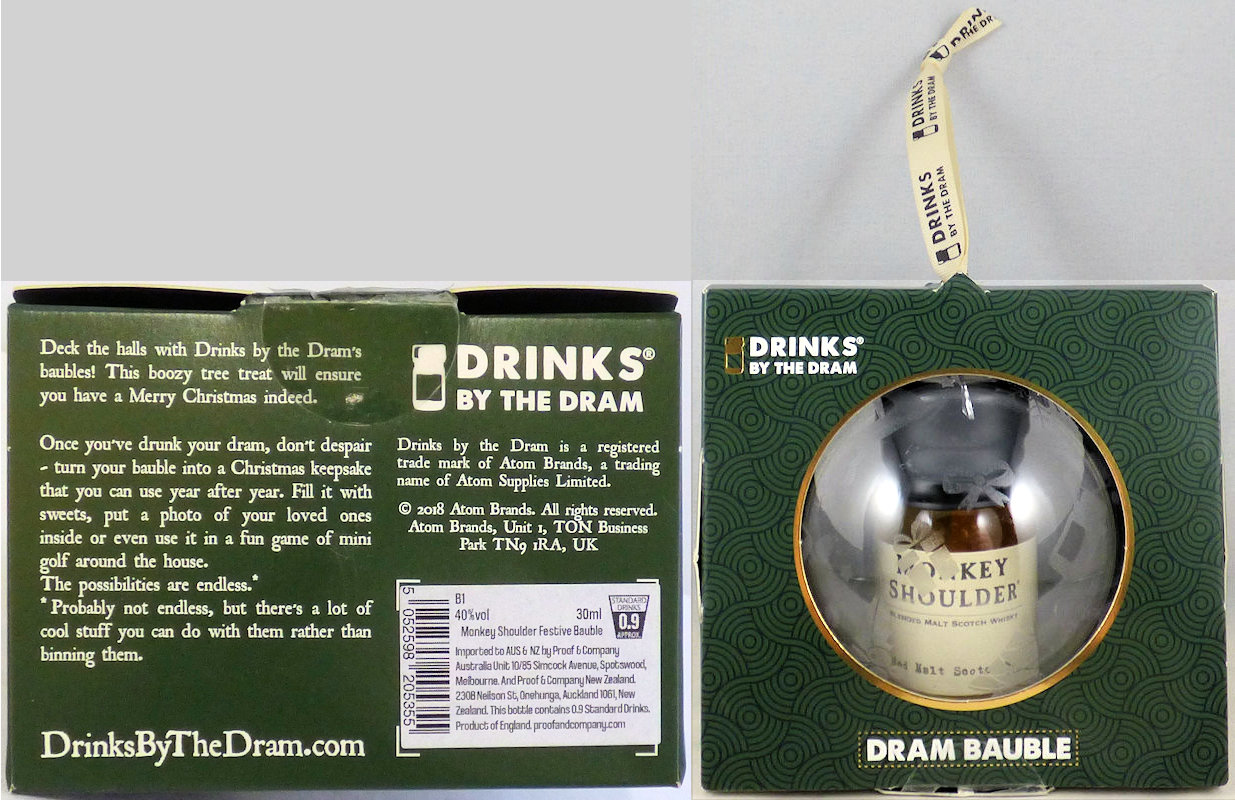 Deck the halls with Drinks by the Dram's
baubles! This boozy tree treat will ensure
you have a Merry Christmas indeed.
Once you've drunk your dram, don't despair
- turn your bauble into a Christmas keepsake
that you can use year after year. Fill it with
sweets, put a photo of your loved ones
inside or even use it in a fun game of mini
golf around the house.
The possibilities are endless.*
*Probably not endless, but there's a lot of
cool stuff you can do with them rather than
binning them.
DrinksByTheDram.com
DRINKS®
BY THE DRAM
Drinks by the Dram is a registered
trade mark of Atom Brands, a trading
name of Atom Supplies Limited.
© 2018 Atom Brands. All rights reserved.
Atom Brands, Unit 1, TON Business
Park TN9 1RA, UK
5 052598 205355
B1
40%vol 30ml
Monkey Shoulder Festive Bauble
STANDARD
DRINKS
0.9
APPROX.
Imported to AUS & NZ by Proof & Company
Australia Unit 10/85 Simcock Avenue, Spotswood,
Melbourne. And Proof & Company New Zealand.
230B Neilson St, Onehunga, Auckland 1061, New
Zealand. This bottle contains 0.9 Standard Drinks.
Product of England. proofandcompany.com
DRIN
THE DR
DRINKS
BY THE DRAM
DRINKS
BY THE DRAM
DRINKS®
BY THE DRAM
MONKEY
SHOULDER®
BLENDED MALT SCOTCH WHISKY
Malt Scotc
DRAM BAUBLE